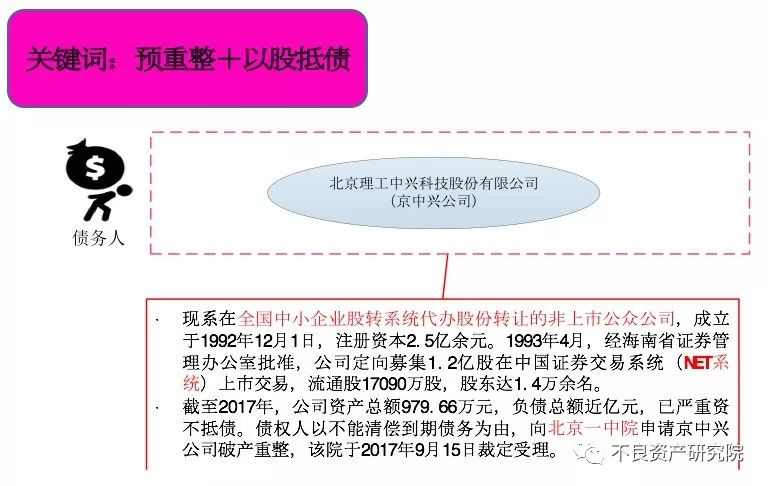 关键词：预重整＋以股抵债
$
北京理工中兴科技股份有限公司
(京中兴公司)
债务人
· 现系在全国中小企业股转系统代办股份转让的非上市公众公司，成立
于1992年12月1日，注册资本2.5亿余元。1993年4月，经海南省证券管
理办公室批准，公司定向募集1.2亿股在中国证券交易系统（NET系
统）上市交易，流通股17090万股，股东达1.4万余名。
· 截至2017年，公司资产总额979.66万元，负债总额近亿元，已严重资
不抵债。债权人以不能清偿到期债务为由，向北京一中院申请京中兴
公司破产重整，该院于2017年9月15日裁定受理。
不良资产研究院